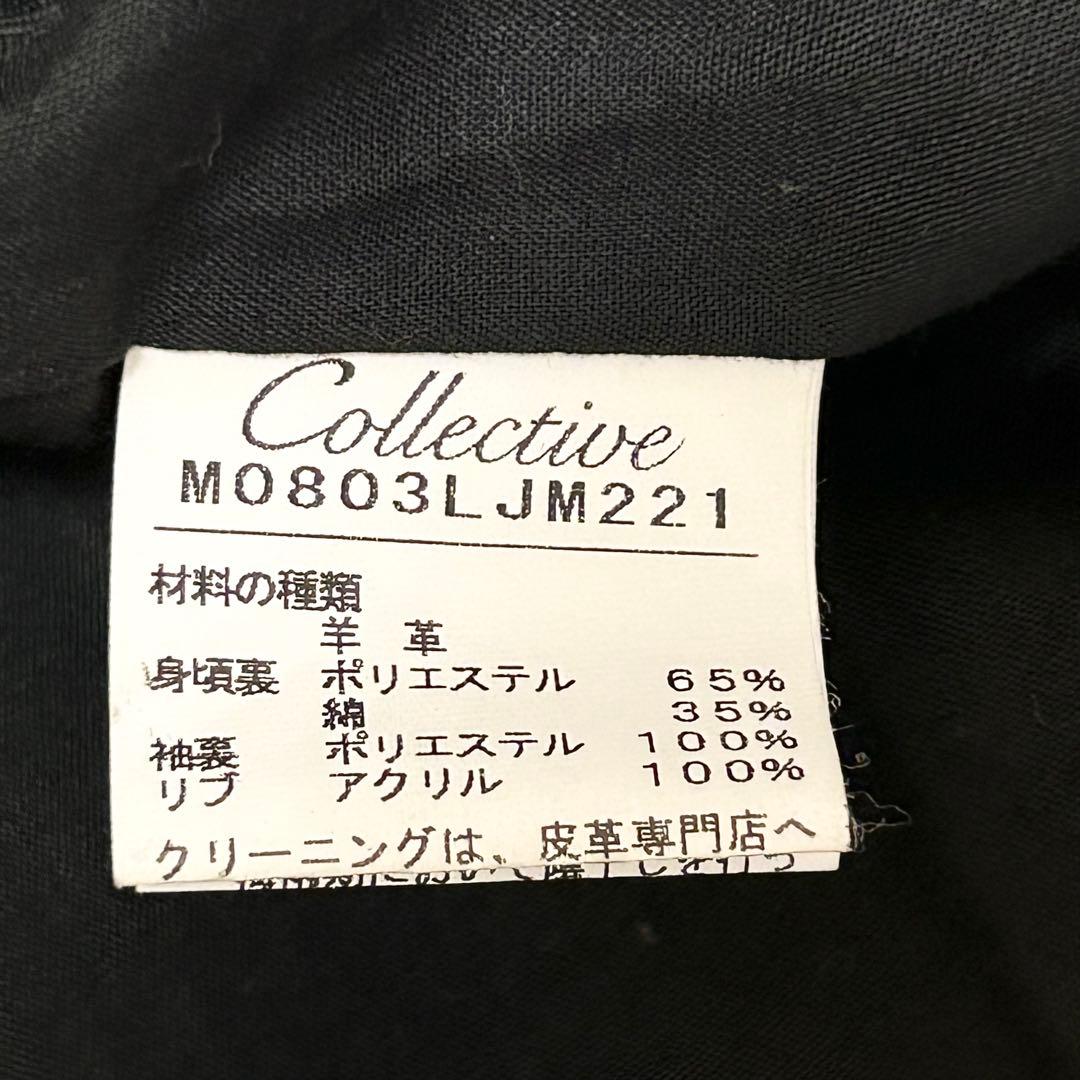 Collective
M0803LJM221
材料の種類
羊 革
身頃裏 ポリエステル 65%
綿 35%
袖裏 ポリエステル 100%
リブ アクリル 100%
クリーニングは、皮革専門店へ